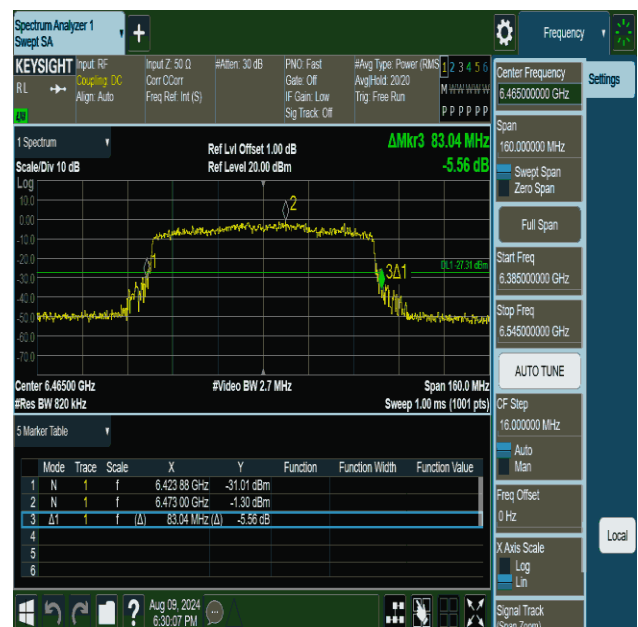 Spectrum Analyzer 1
Swept SA
Frequency
KEYSIGHT
RL
Input: RF
Coupling: DC
Align: Auto
Input Z: 50 Ω
Corr CCorr
Freq Ref: Int (S)
#Atten: 30 dB
PNO: Fast
Gate: Off
IF Gain: Low
Sig Track: Off
#Avg Type: Power (RMS
Avg|Hold: 20/20
Trig: Free Run
1 2 3 4 5 6
M W W W W W
P P P P P P
1 Spectrum
Scale/Div 10 dB
Ref Lvl Offset 1.00 dB
Ref Level 20.00 dBm
ΔMkr3 83.04 MHz
-5.56 dB
Log
10.0
0.00
-10.0
-20.0
-30.0
-40.0
-50.0
-60.0
-70.0
2
1
3Δ1
DL1 -27.31 dBm
Center 6.46500 GHz
#Res BW 820 kHz
#Video BW 2.7 MHz
Span 160.0 MHz
Sweep 1.00 ms (1001 pts)
5 Marker Table
Mode Trace Scale X Y Function Function Width Function Value
1 N 1 f 6.423 88 GHz -31.01 dBm
2 N 1 f 6.473 00 GHz -1.30 dBm
3 Δ1 1 f (Δ) 83.04 MHz (Δ) -5.56 dB
4
5
6
Aug 09, 2024
6:30:07 PM
Center Frequency
6.465000000 GHz
Settings
Span
160.000000 MHz
Swept Span
Zero Span
Full Span
Start Freq
6.385000000 GHz
Stop Freq
6.545000000 GHz
AUTO TUNE
CF Step
16.000000 MHz
Auto
Man
Freq Offset
0 Hz
Local
X Axis Scale
Log
Lin
Signal Track
(Span Zoom)